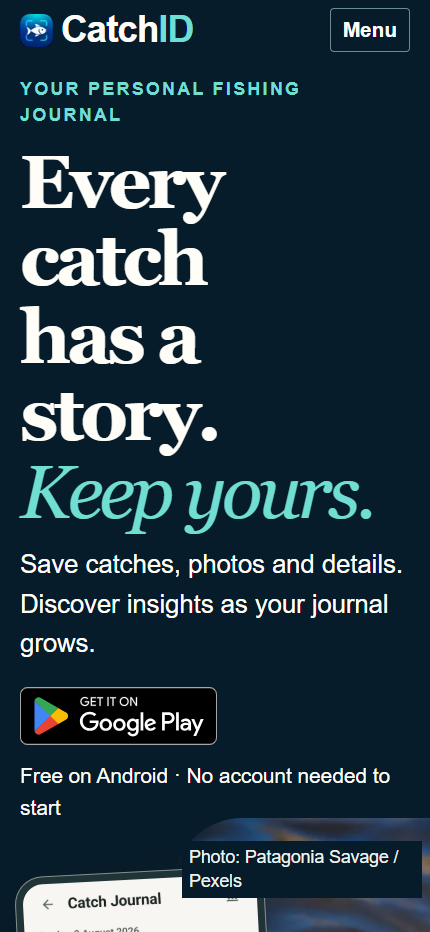 CatchID
Menu
YOUR PERSONAL FISHING
JOURNAL
Every
catch
has a
story.
Keep yours.
Save catches, photos and details.
Discover insights as your journal
grows.
GET IT ON
Google Play
Free on Android · No account needed to
start
Photo: Patagonia Savage /
Pexels
Catch Journal
August 2026